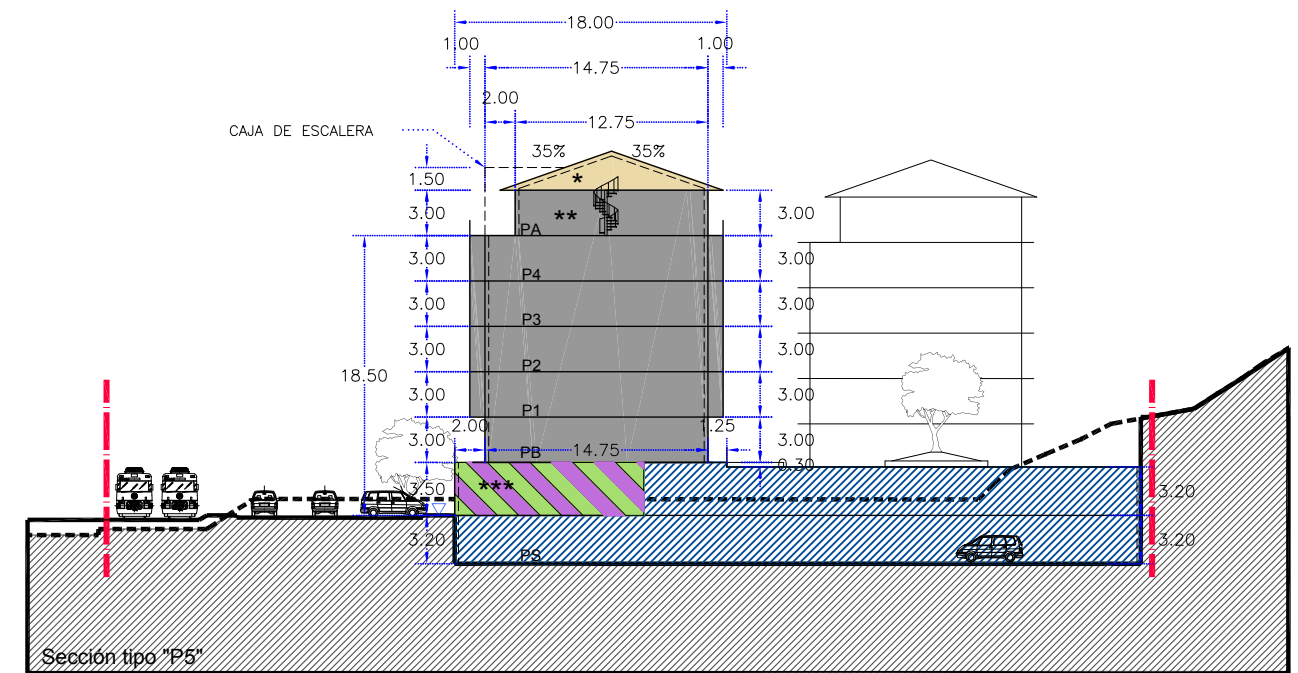 18.00
1.00 1.00
14.75
2.00
12.75
CAJA DE ESCALERA
35% 35%
*
1.50
3.00 ** 3.00
PA
3.00 3.00
P4
3.00 3.00
P3
3.00 3.00
P2
18.50
3.00 3.00
P1
2.00 1.25
3.00 14.75 3.00
PB
0.30
3.50 *** 3.20
3.20 3.20
PS
Sección tipo "P5"